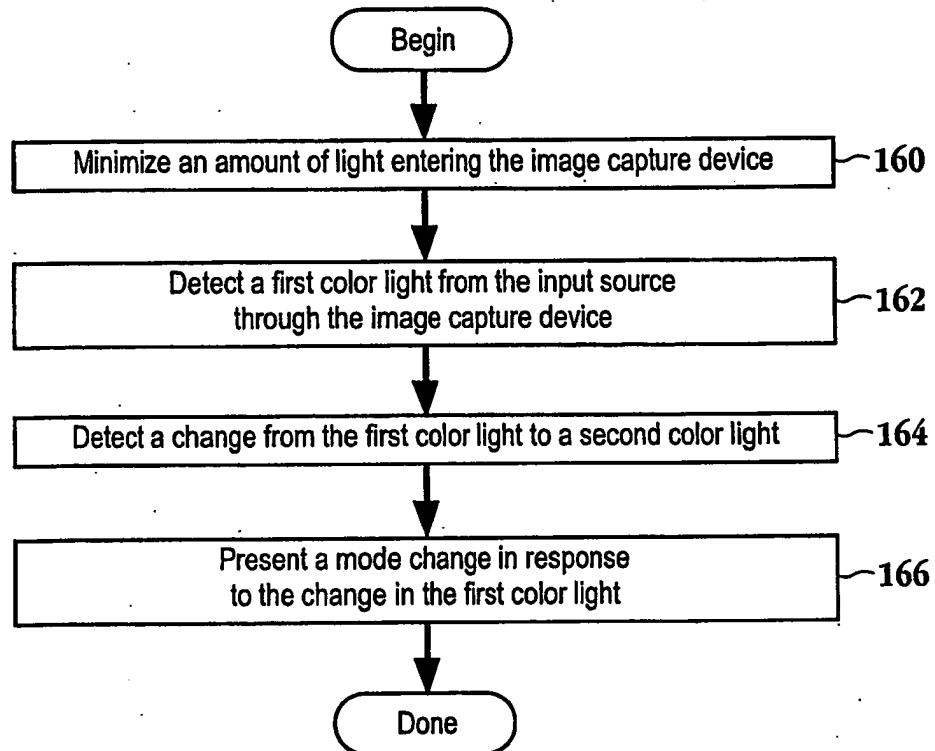 Begin
Minimize an amount of light entering the image capture device
160
Detect a first color light from the input source
through the image capture device
162
Detect a change from the first color light to a second color light
164
Present a mode change in response
to the change in the first color light
166
Done